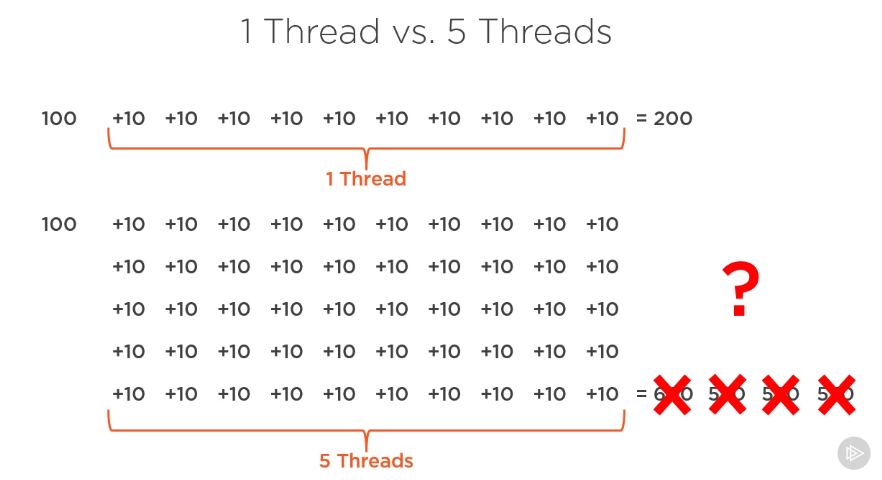 1 Thread vs. 5 Threads
100 +10 +10 +10 +10 +10 +10 +10 +10 +10 +10 = 200
1 Thread
100 +10 +10 +10 +10 +10 +10 +10 +10 +10 +10
+10 +10 +10 +10 +10 +10 +10 +10 +10 +10
?
+10 +10 +10 +10 +10 +10 +10 +10 +10 +10
+10 +10 +10 +10 +10 +10 +10 +10 +10 +10
+10 +10 +10 +10 +10 +10 +10 +10 +10 +10 =
5 Threads